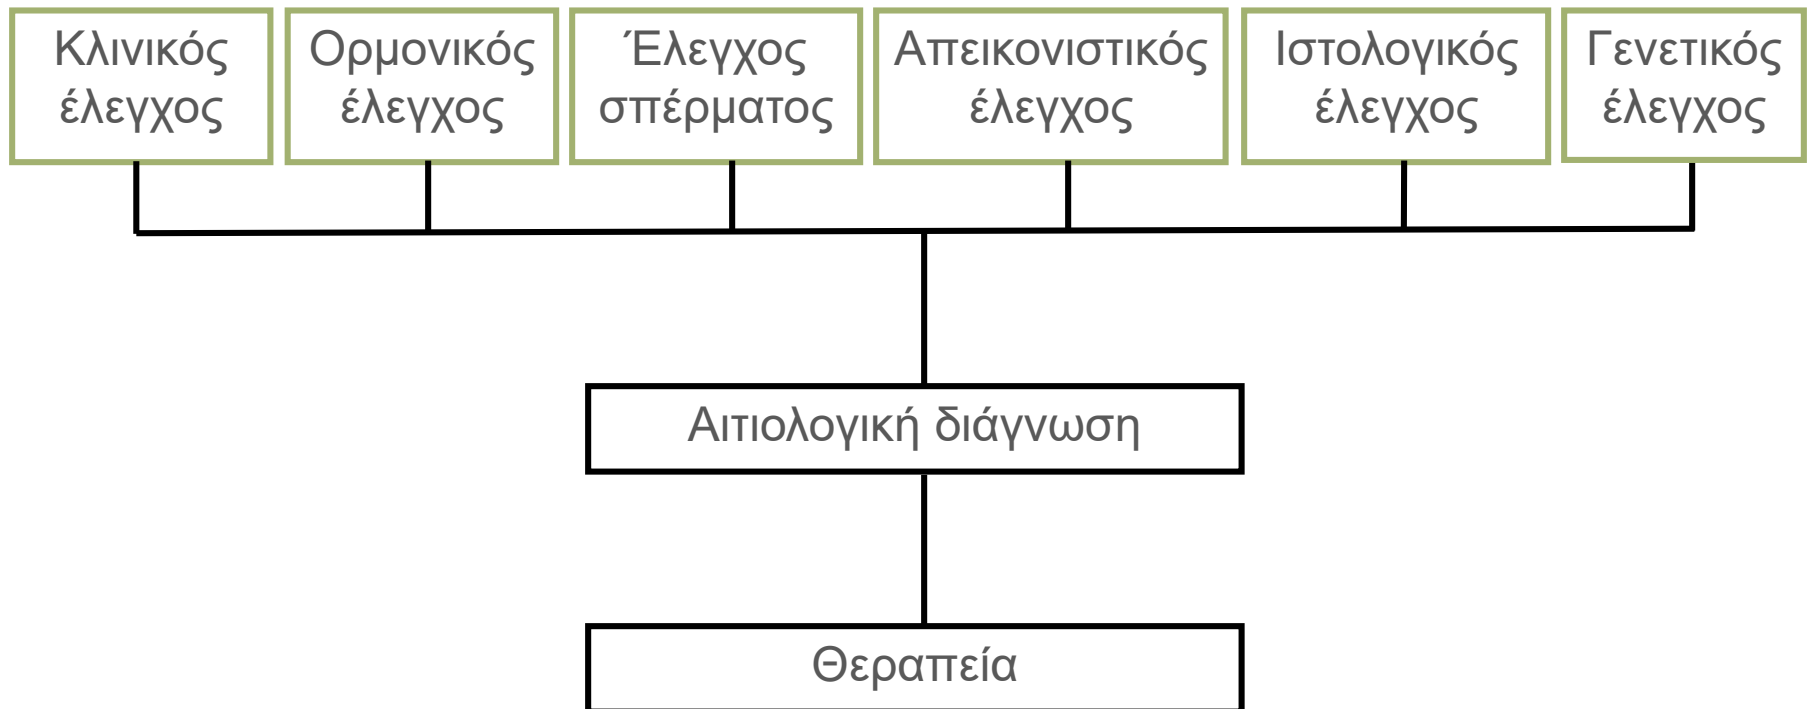 Κλινικός
έλεγχος
Ορμονικός
έλεγχος
Έλεγχος
σπέρματος
Απεικονιστικός
έλεγχος
Ιστολογικός
έλεγχος
Γενετικός
έλεγχος
Αιτιολογική διάγνωση
Θεραπεία